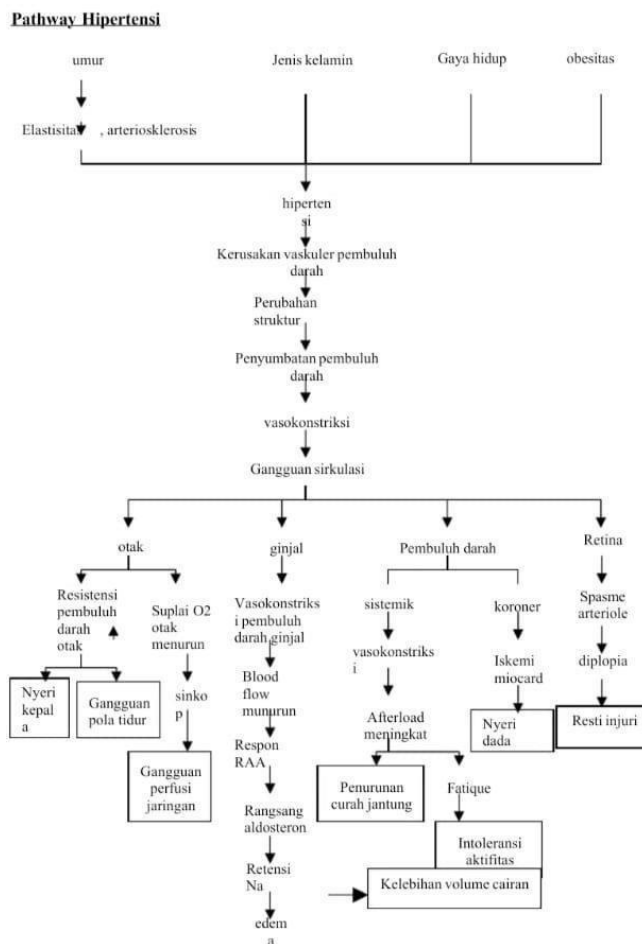 Pathway Hipertensi
umur
Jenis kelamin
Gaya hidup
obesitas
Elastisitas , arteriosklerosis
hiperten
si
Kerusakan vaskuler pembuluh
darah
Perubahan
struktur
Penyumbatan pembuluh
darah
vasokonstriksi
Gangguan sirkulasi
otak
Resistensi
pembuluh
darah
otak
Nyeri
kepal
a
Gangguan
pola tidur
Suplai O2
otak
menurun
sinko
p
Gangguan
perfusi
jaringan
ginjal
Vasokonstriks
i pembuluh
darah ginjal
Blood
flow
munurun
Respon
RAA
Rangsang
aldosteron
Retensi
Na
edem
a
Pembuluh darah
sistemik
vasokonstriks
i
Afterload
meningkat
Penurunan
curah jantung
Fatique
Intoleransi
aktifitas
Kelebihan volume cairan
koroner
Iskemi
miocard
Nyeri
dada
Retina
Spasme
arteriole
diplopia
Resti injuri